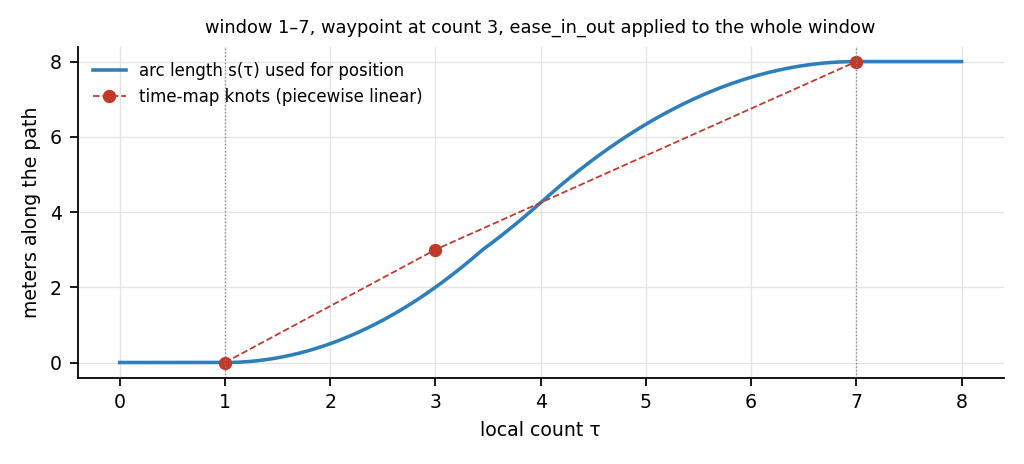 window 1–7, waypoint at count 3, ease_in_out applied to the whole window
arc length s(τ) used for position
time-map knots (piecewise linear)
meters along the path
8
6
4
2
0
0 1 2 3 4 5 6 7 8
local count τ